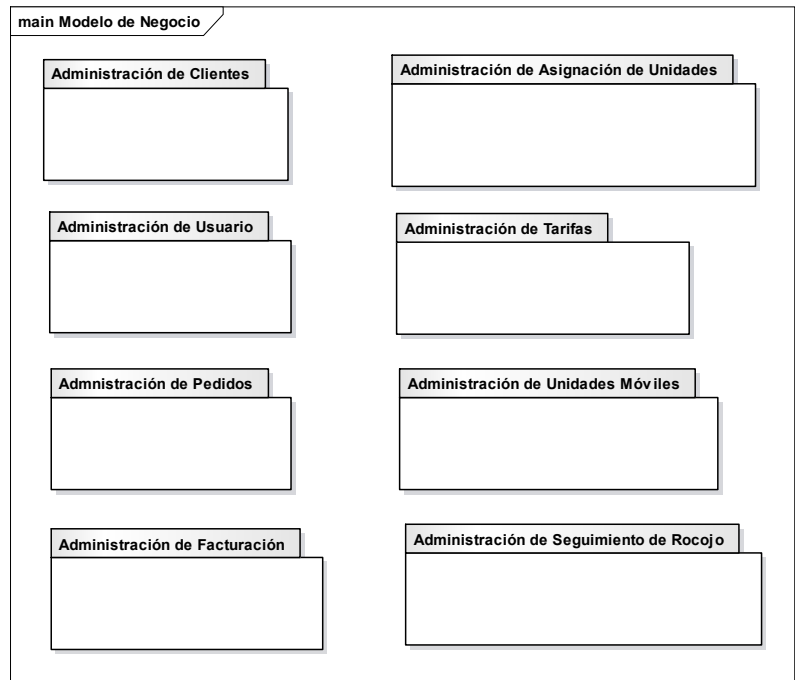 main Modelo de Negocio
Administración de Clientes
Administración de Asignación de Unidades
Administración de Usuario
Administración de Tarifas
Admnistración de Pedidos
Administración de Unidades Móviles
Administración de Facturación
Administración de Seguimiento de Rocojo